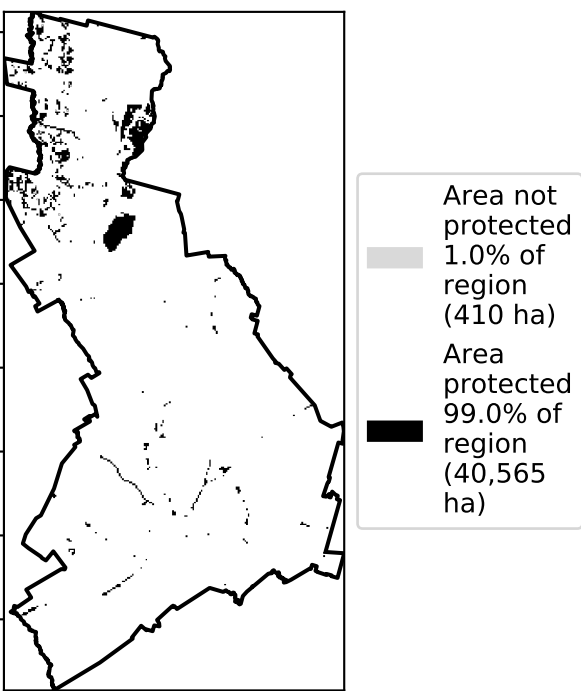 Area not
protected
1.0% of
region
(410 ha)
Area
protected
99.0% of
region
(40,565
ha)